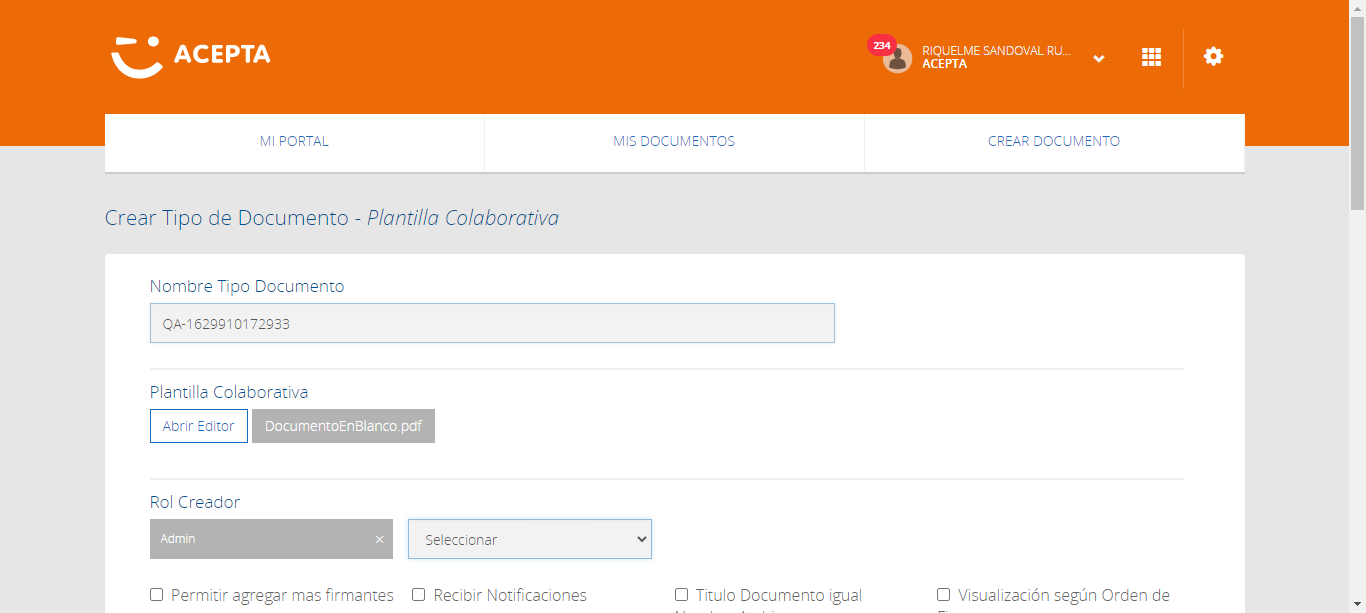 ACEPTA
234
RIQUELME SANDOVAL RU...
ACEPTA
MI PORTAL
MIS DOCUMENTOS
CREAR DOCUMENTO
Crear Tipo de Documento - Plantilla Colaborativa
Nombre Tipo Documento
QA-1629910172933
Plantilla Colaborativa
Abrir Editor
DocumentoEnBlanco.pdf
Rol Creador
Admin ×
Seleccionar
Permitir agregar mas firmantes
Recibir Notificaciones
Titulo Documento igual
Visualización según Orden de